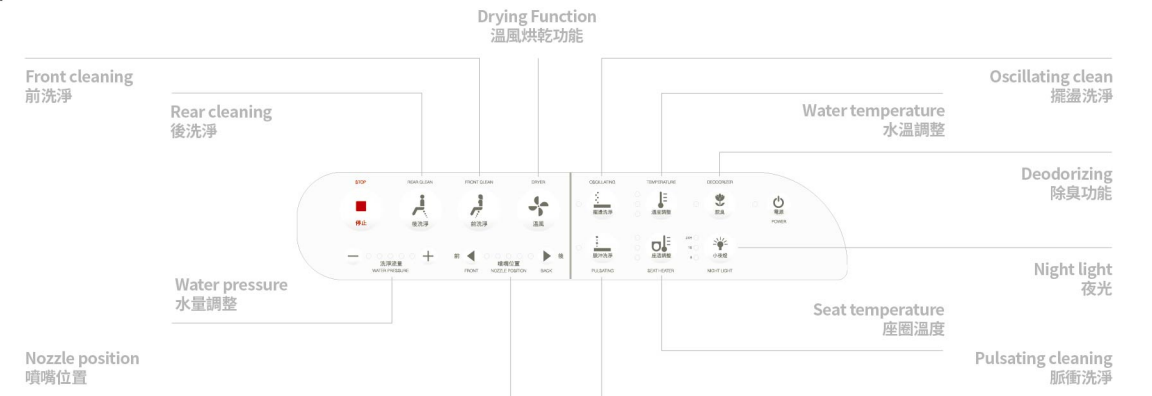 Drying Function
溫風烘乾功能
Front cleaning
前洗淨
Oscillating clean
擺盪洗淨
Rear cleaning
後洗淨
Water temperature
水溫調整
Deodorizing
除臭功能
STOP
REAR CLEAN
FRONT CLEAN
DRYER
OSCILLATING
TEMPERATURE
DEODORIZER
停止
後洗淨
前洗淨
溫風
擺盪洗淨
溫度調整
除臭
電源
POWER
前
後
洗淨水量
噴嘴位置
脈沖洗淨
座溫調整
小夜燈
WATER PRESSURE
FRONT
NOZZLE POSITION
BACK
PULSATING
SEAT HEATER
NIGHT LIGHT
Night light
夜光
Water pressure
水量調整
Seat temperature
座圈溫度
Nozzle position
噴嘴位置
Pulsating cleaning
脈衝洗淨